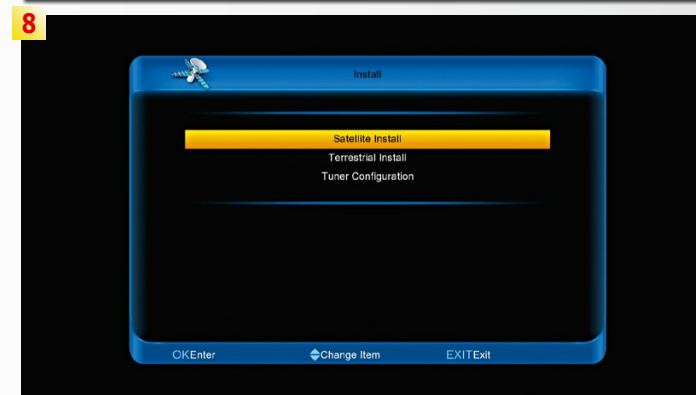 8
Install
Satellite Install
Terrestrial Install
Tuner Configuration
OKEnter Change Item EXITExit